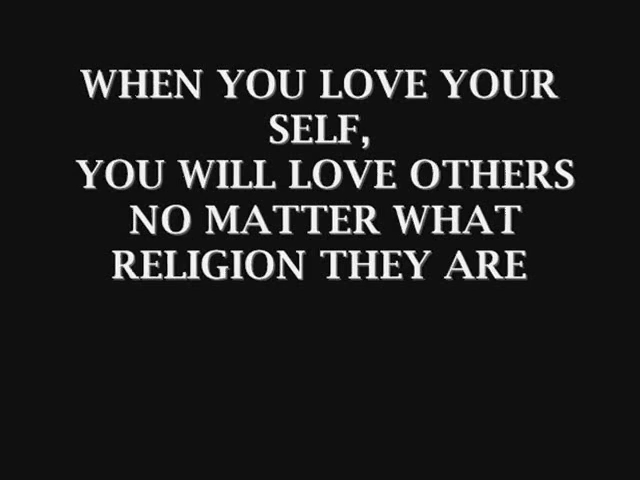 WHEN YOU LOVE YOUR
SELF,
YOU WILL LOVE OTHERS
NO MATTER WHAT
RELIGION THEY ARE